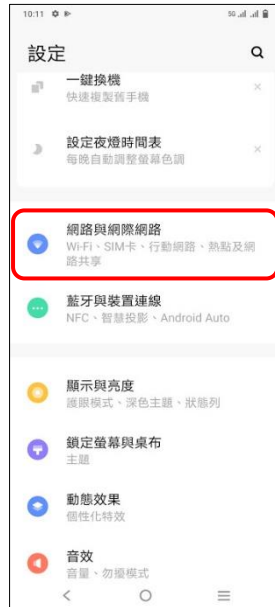 10:11
5G
設定
一鍵換機
快速複製舊手機
設定夜燈時間表
每晚自動調整螢幕色調
網路與網際網路
Wi-Fi、SIM卡、行動網路、熱點及網
路共享
藍牙與裝置連線
NFC、智慧投影、Android Auto
顯示與亮度
護眼模式、深色主題、狀態列
鎖定螢幕與桌布
主題
動態效果
個性化特效
音效
音量、勿擾模式